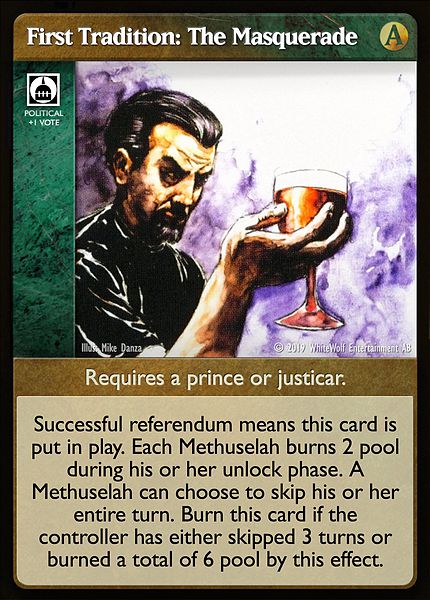 First Tradition: The Masquerade
A
POLITICAL
+1 VOTE
Illus: Mike Danza
© 2019 WhiteWolf Entertainment AB
Requires a prince or justicar.
Successful referendum means this card is
put in play. Each Methuselah burns 2 pool
during his or her unlock phase. A
Methuselah can choose to skip his or her
entire turn. Burn this card if the
controller has either skipped 3 turns or
burned a total of 6 pool by this effect.